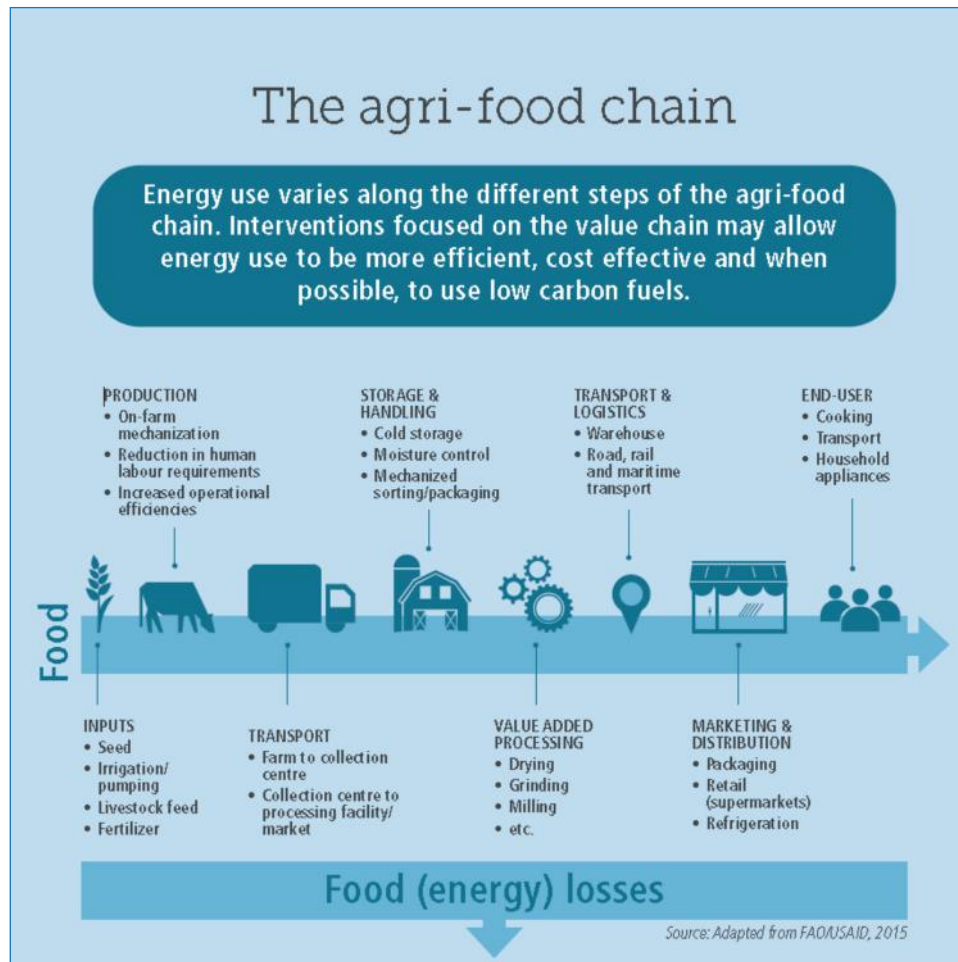 The agri-food chain
Energy use varies along the different steps of the agri-food
chain. Interventions focused on the value chain may allow
energy use to be more efficient, cost effective and when
possible, to use low carbon fuels.
PRODUCTION
• On-farm
mechanization
• Reduction in human
labour requirements
• Increased operational
efficiencies
STORAGE &
HANDLING
• Cold storage
• Moisture control
• Mechanized
sorting/packaging
TRANSPORT &
LOGISTICS
• Warehouse
• Road, rail
and maritime
transport
END-USER
• Cooking
• Transport
• Household
appliances
Food
INPUTS
• Seed
• Irrigation/
pumping
• Livestock feed
• Fertilizer
TRANSPORT
• Farm to collection
centre
• Collection centre to
processing facility/
market
VALUE ADDED
PROCESSING
• Drying
• Grinding
• Milling
• etc.
MARKETING &
DISTRIBUTION
• Packaging
• Retail
(supermarkets)
• Refrigeration
Food (energy) losses
Source: Adapted from FAO/USAID, 2015